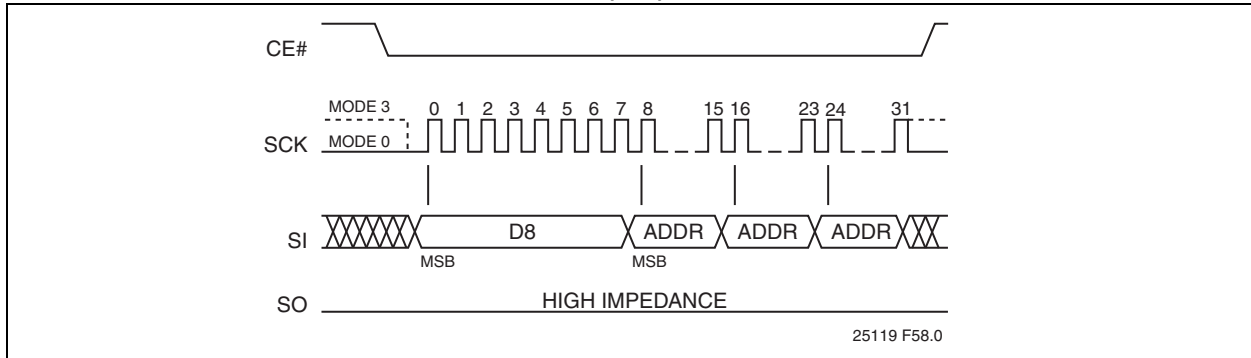 CE#
MODE 3
0 1 2 3 4 5 6 7 8 15 16 23 24 31
SCK
MODE 0
SI
D8
ADDR
ADDR
ADDR
MSB
MSB
SO
HIGH IMPEDANCE
25119 F58.0